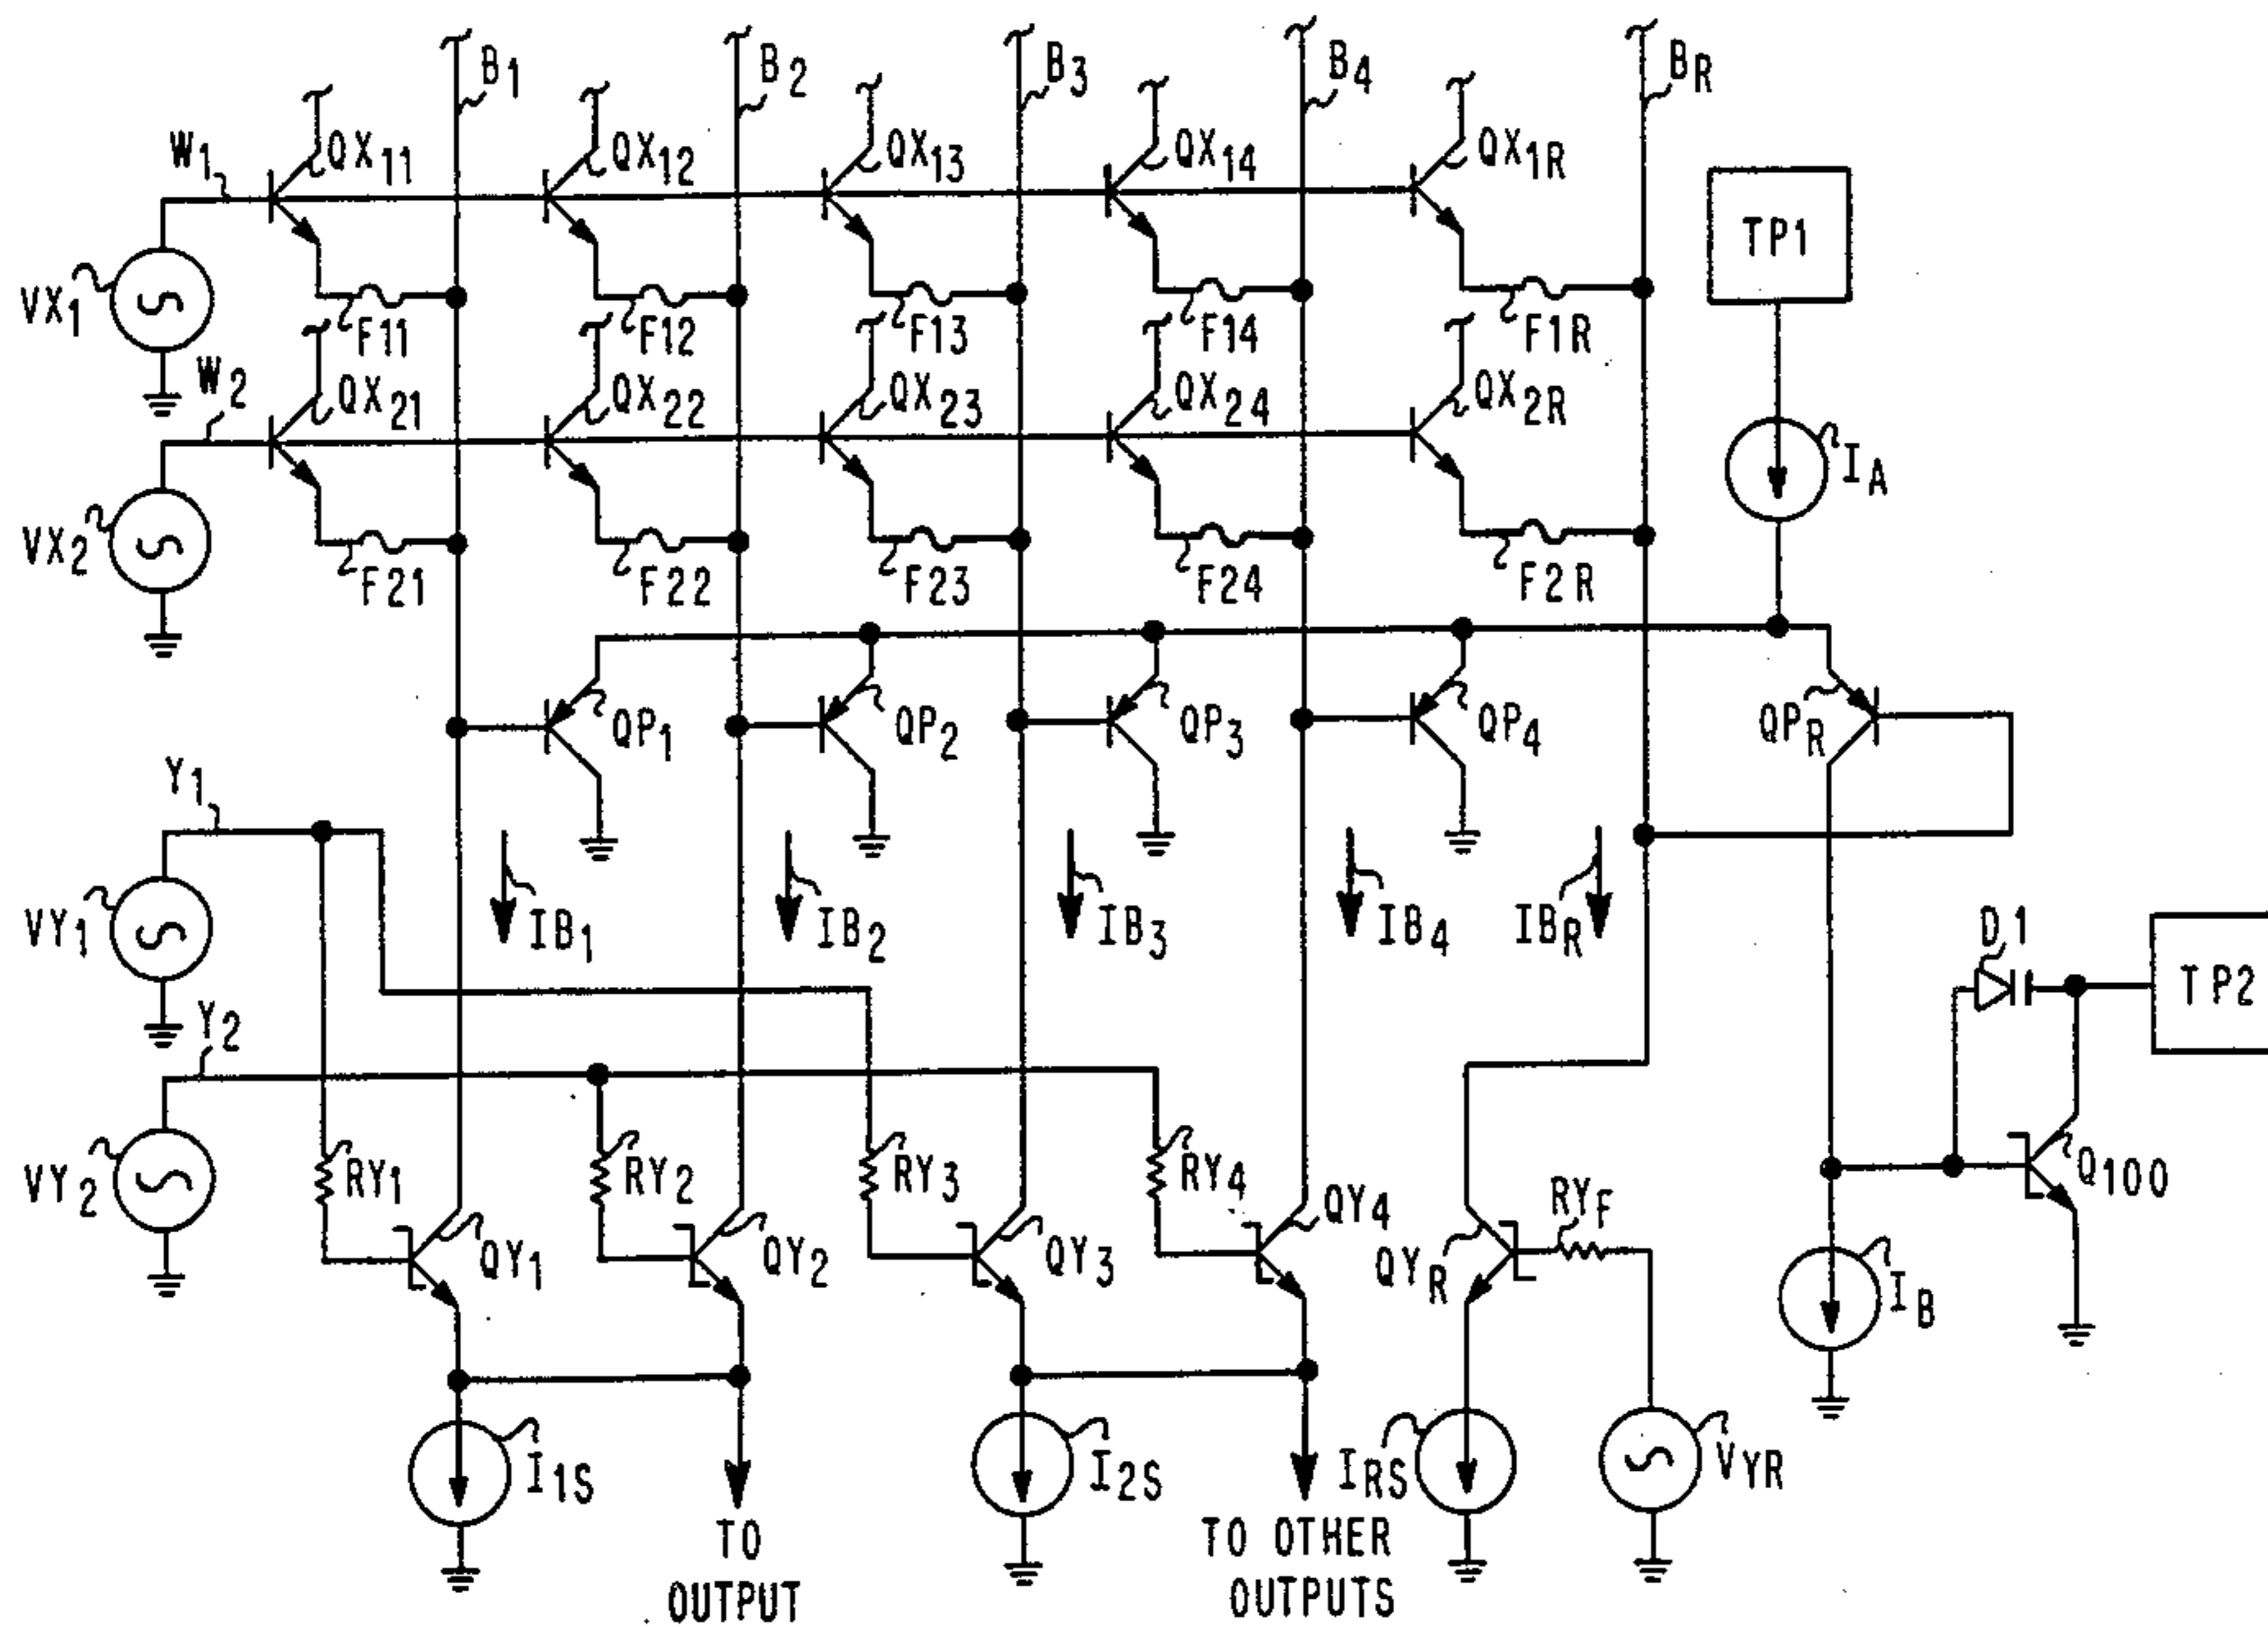 B1 B2 B3 B4 BR
W1 QX11 QX12 QX13 QX14 QX1R
TP1
VX1 F11 F12 F13 F14 F1R
W2 QX21 QX22 QX23 QX24 QX2R
IA
VX2 F21 F22 F23 F24 F2R
QP1 QP2 QP3 QP4 QPR
Y1
VY1 IB1 IB2 IB3 IB4 IBR D1
TP2
Y2
VY2 RY1 RY2 RY3 RY4 RYF Q100
QY1 QY2 QY3 QY4 QYR IB
I1S I2S IRS VYR
TO
OUTPUT
TO OTHER
OUTPUTS